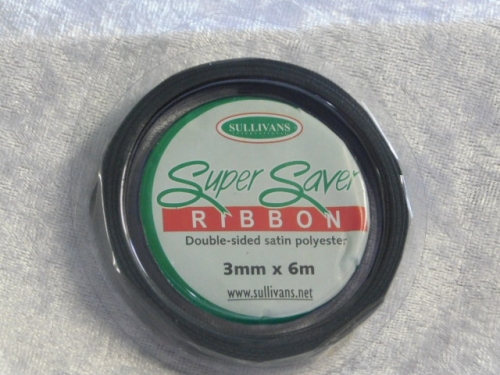 SULLIVANS
Super Saver
RIBBON
Double-sided satin polyester
3mm x 6m
www.sullivans.net